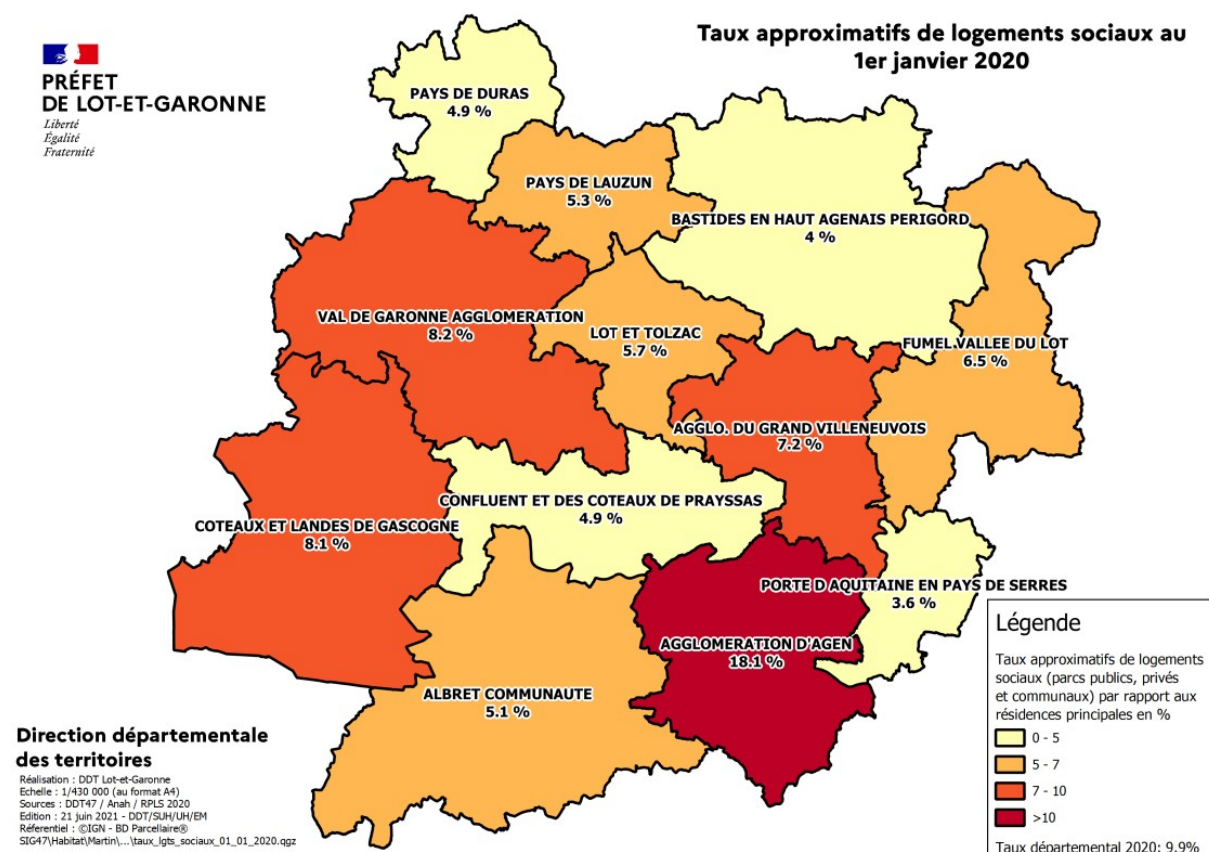 PRÉFET
DE LOT-ET-GARONNE
Liberté
Égalité
Fraternité
Taux approximatifs de logements sociaux au
1er janvier 2020
PAYS DE DURAS
4.9 %
PAYS DE LAUZUN
5.3 %
BASTIDES EN HAUT AGENAIS PERIGORD
4 %
VAL DE GARONNE AGGLOMERATION
8.2 %
LOT ET TOLZAC
5.7 %
FUMEL VALLEE DU LOT
6.5 %
AGGLO. DU GRAND VILLENEUVOIS
7.2 %
CONFLUENT ET DES COTEAUX DE PRAYSSAS
4.9 %
COTEAUX ET LANDES DE GASCOGNE
8.1 %
PORTE D AQUITAINE EN PAYS DE SERRES
3.6 %
AGGLOMERATION D'AGEN
18.1 %
ALBRET COMMUNAUTE
5.1 %
Légende
Taux approximatifs de logements
sociaux (parcs publics, privés
et communaux) par rapport aux
résidences principales en %
0 - 5
5 - 7
7 - 10
>10
Taux départemental 2020: 9.9%
Direction départementale
des territoires
Réalisation : DDT Lot-et-Garonne
Echelle : 1/430 000 (au format A4)
Sources : DDT47 / Anah / RPLS 2020
Edition : 21 juin 2021 - DDT/SUH/UH/EM
Réferentiel : ©IGN - BD Parcellaire®
SIG47\Habitat\Martin\...\taux_lgts_sociaux_01_01_2020.qgz